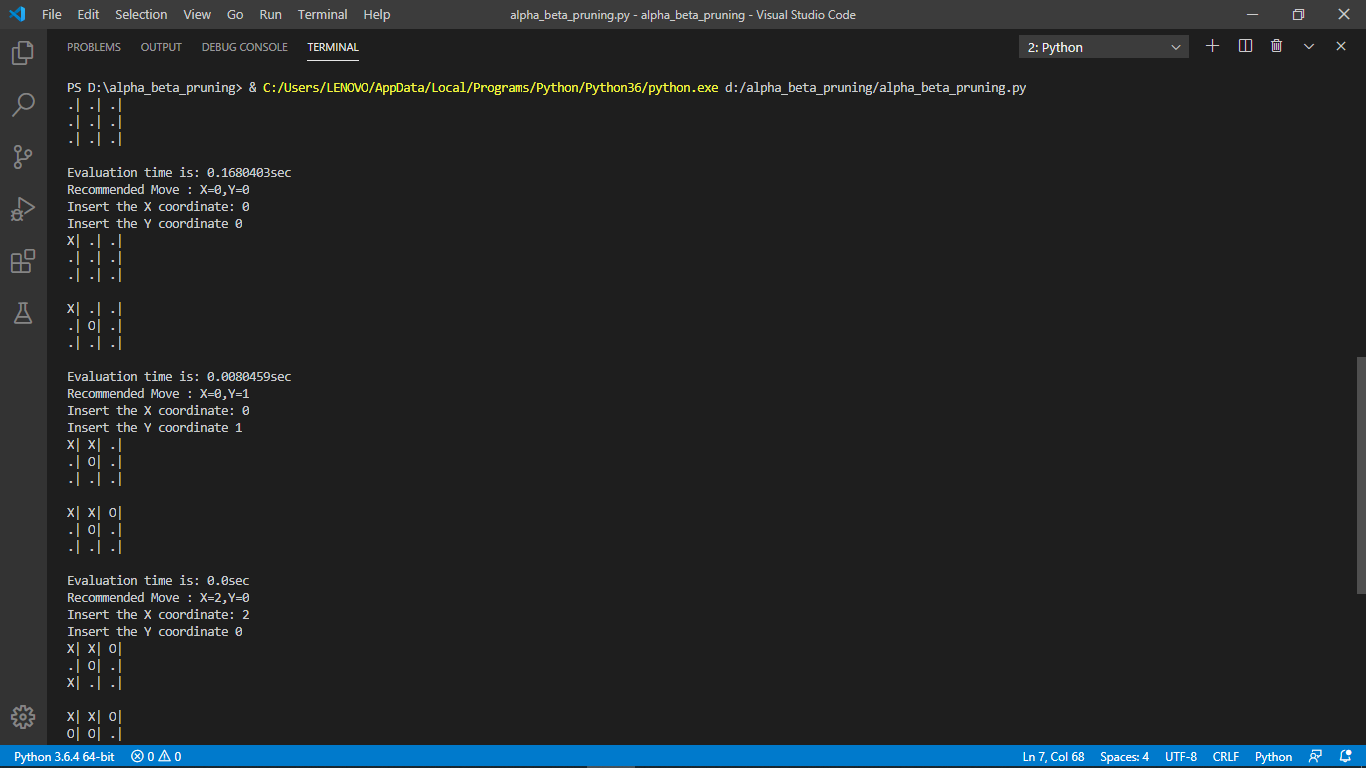 File Edit Selection View Go Run Terminal Help alpha_beta_pruning.py - alpha_beta_pruning - Visual Studio Code
PROBLEMS OUTPUT DEBUG CONSOLE TERMINAL 2: Python
PS D:\alpha_beta_pruning> & C:/Users/LENOVO/AppData/Local/Programs/Python/Python36/python.exe d:/alpha_beta_pruning/alpha_beta_pruning.py
.| .| .|
.| .| .|
.| .| .|
Evaluation time is: 0.1680403sec
Recommended Move : X=0,Y=0
Insert the X coordinate: 0
Insert the Y coordinate 0
X| .| .|
.| .| .|
.| .| .|
X| .| .|
.| O| .|
.| .| .|
Evaluation time is: 0.0080459sec
Recommended Move : X=0,Y=1
Insert the X coordinate: 0
Insert the Y coordinate 1
X| X| .|
.| O| .|
.| .| .|
X| X| O|
.| O| .|
.| .| .|
Evaluation time is: 0.0sec
Recommended Move : X=2,Y=0
Insert the X coordinate: 2
Insert the Y coordinate 0
X| X| O|
.| O| .|
X| .| .|
X| X| O|
O| O| .|
Python 3.6.4 64-bit 0 0 Ln 7, Col 68 Spaces: 4 UTF-8 CRLF Python